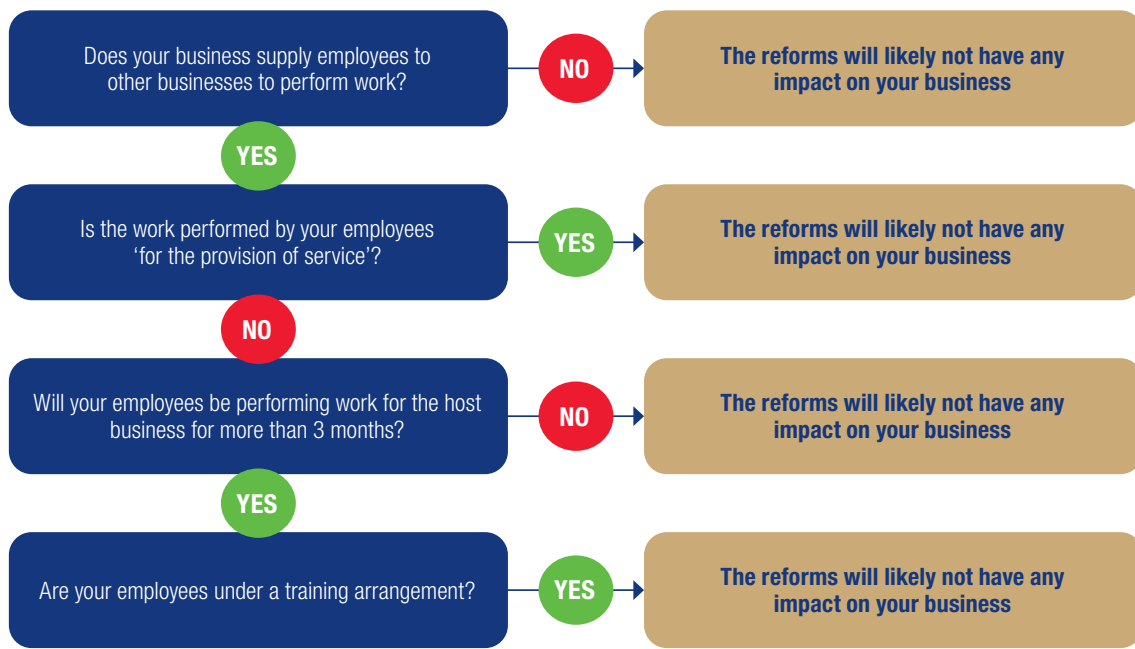 Does your business supply employees to
other businesses to perform work?
NO
The reforms will likely not have any
impact on your business
YES
Is the work performed by your employees
‘for the provision of service’?
YES
The reforms will likely not have any
impact on your business
NO
Will your employees be performing work for the host
business for more than 3 months?
NO
The reforms will likely not have any
impact on your business
YES
Are your employees under a training arrangement?
YES
The reforms will likely not have any
impact on your business